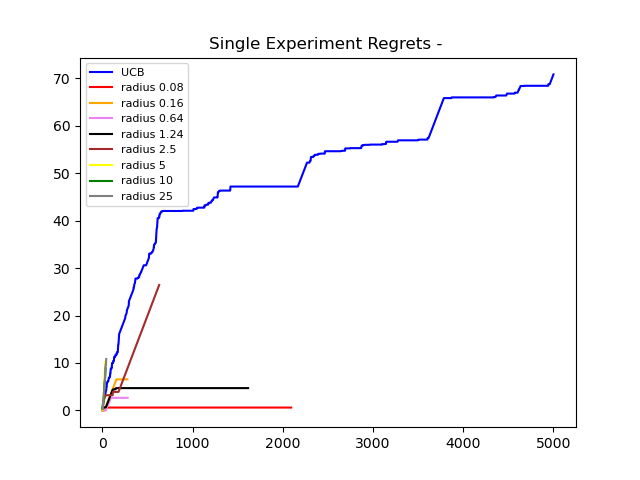 Single Experiment Regrets -
70
60
50
40
30
20
10
0
UCB
radius 0.08
radius 0.16
radius 0.64
radius 1.24
radius 2.5
radius 5
radius 10
radius 25
0 1000 2000 3000 4000 5000